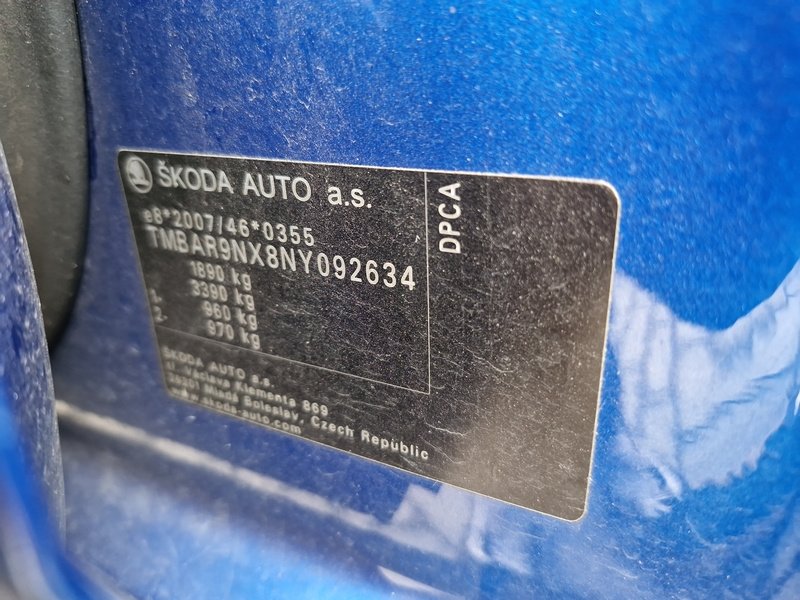 ŠKODA AUTO a.s.
e8*2007/46*0355
TMBAR9NX8NY092634
1890 kg
3390 kg
1. 960 kg
2. 970 kg
ŠKODA AUTO a.s.
tř. Václava Klementa 869
29301 Mladá Boleslav, Czech Republic
www.skoda-auto.com
DPCA